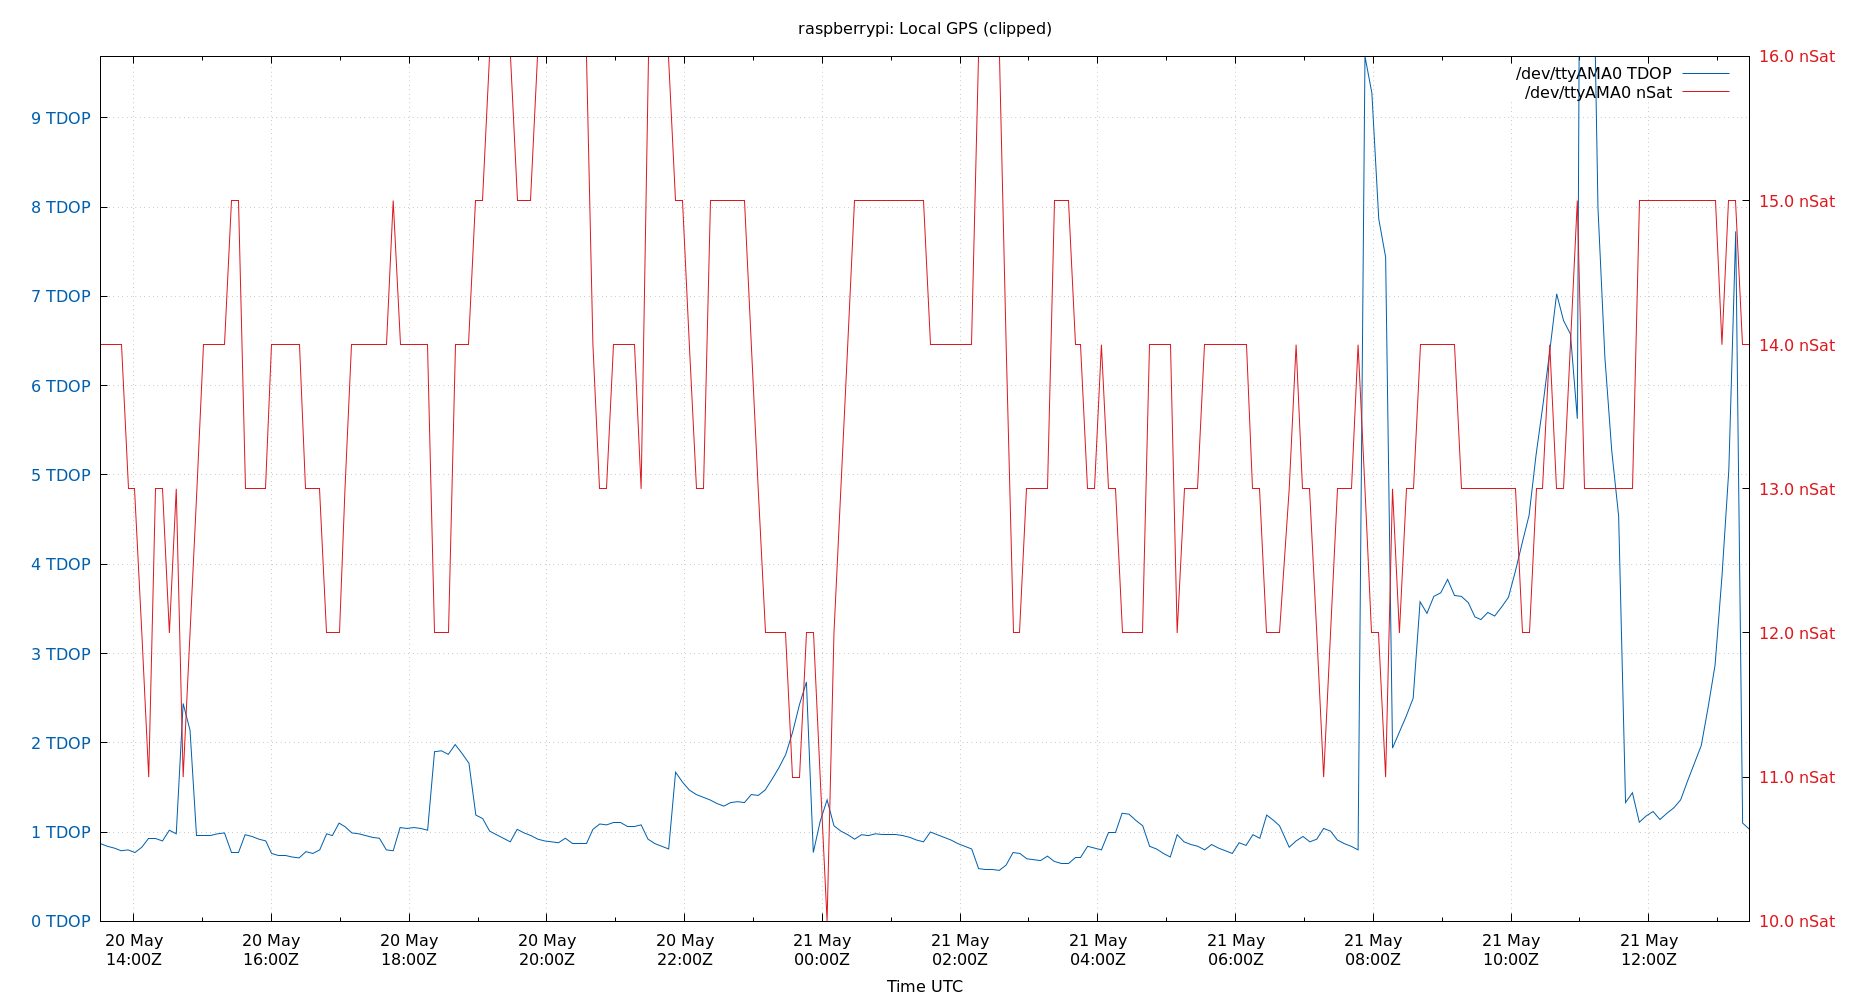 raspberrypi: Local GPS (clipped)
/dev/ttyAMA0 TDOP
/dev/ttyAMA0 nSat
9 TDOP
8 TDOP
7 TDOP
6 TDOP
5 TDOP
4 TDOP
3 TDOP
2 TDOP
1 TDOP
0 TDOP
16.0 nSat
15.0 nSat
14.0 nSat
13.0 nSat
12.0 nSat
11.0 nSat
10.0 nSat
20 May
14:00Z
20 May
16:00Z
20 May
18:00Z
20 May
20:00Z
20 May
22:00Z
21 May
00:00Z
21 May
02:00Z
21 May
04:00Z
21 May
06:00Z
21 May
08:00Z
21 May
10:00Z
21 May
12:00Z
Time UTC